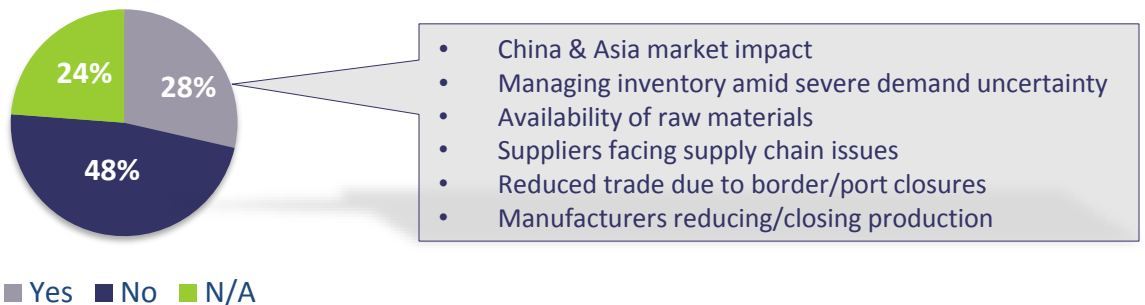 24%
28%
48%
• China & Asia market impact
• Managing inventory amid severe demand uncertainty
• Availability of raw materials
• Suppliers facing supply chain issues
• Reduced trade due to border/port closures
• Manufacturers reducing/closing production
Yes No N/A